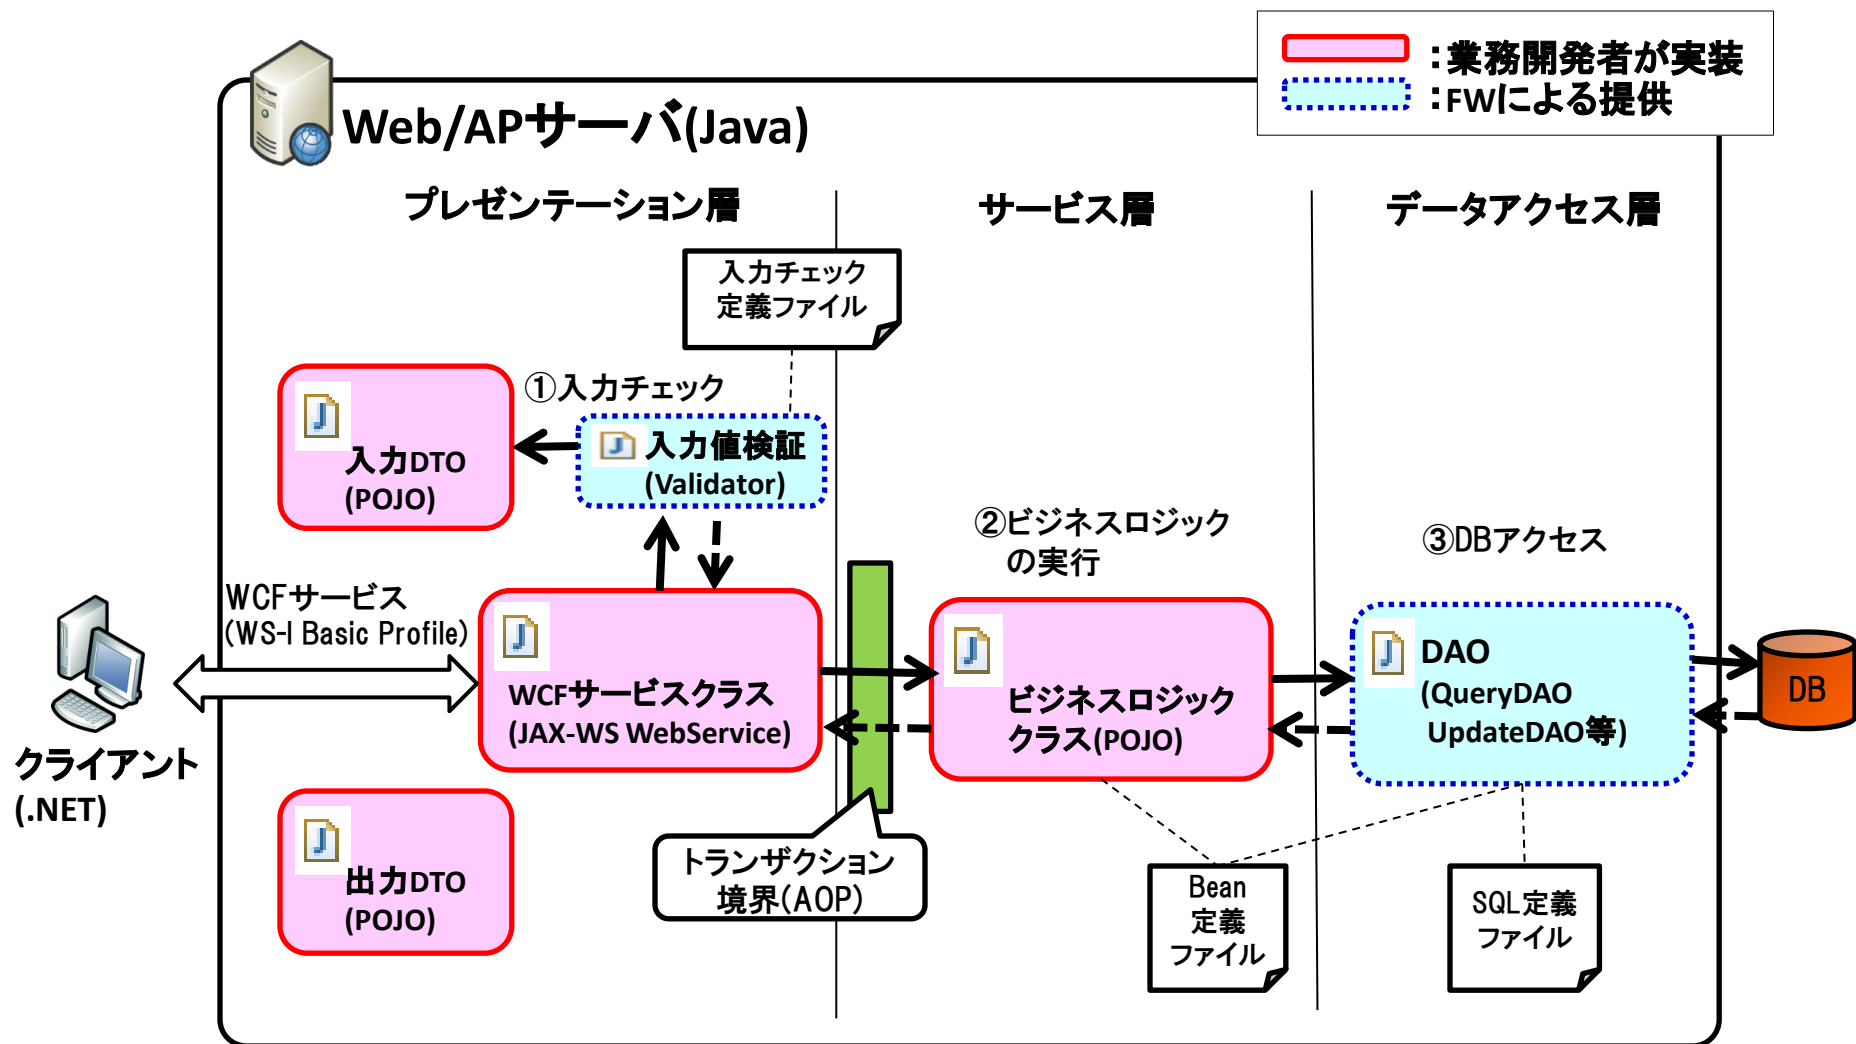 :業務開発者が実装
:FWによる提供
Web/APサーバ(Java)
プレゼンテーション層
サービス層
データアクセス層
入力チェック
定義ファイル
①入力チェック
入力DTO
(POJO)
入力値検証
(Validator)
②ビジネスロジック
の実行
③DBアクセス
WCFサービス
(WS-I Basic Profile)
WCFサービスクラス
(JAX-WS WebService)
ビジネスロジック
クラス(POJO)
DAO
(QueryDAO
UpdateDAO等)
DB
クライアント
(.NET)
出力DTO
(POJO)
トランザクション
境界(AOP)
Bean
定義
ファイル
SQL定義
ファイル